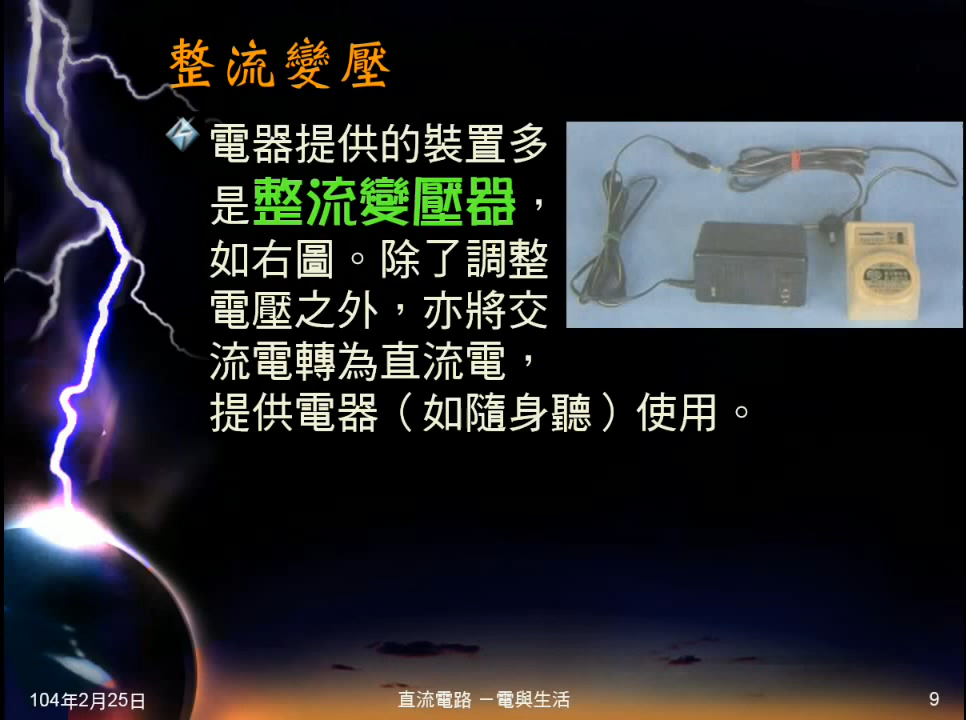 整流變壓
電器提供的裝置多
是整流變壓器，
如右圖。除了調整
電壓之外，亦將交
流電轉為直流電，
提供電器（如隨身聽）使用。
104年2月25日
直流電路 －電與生活
9